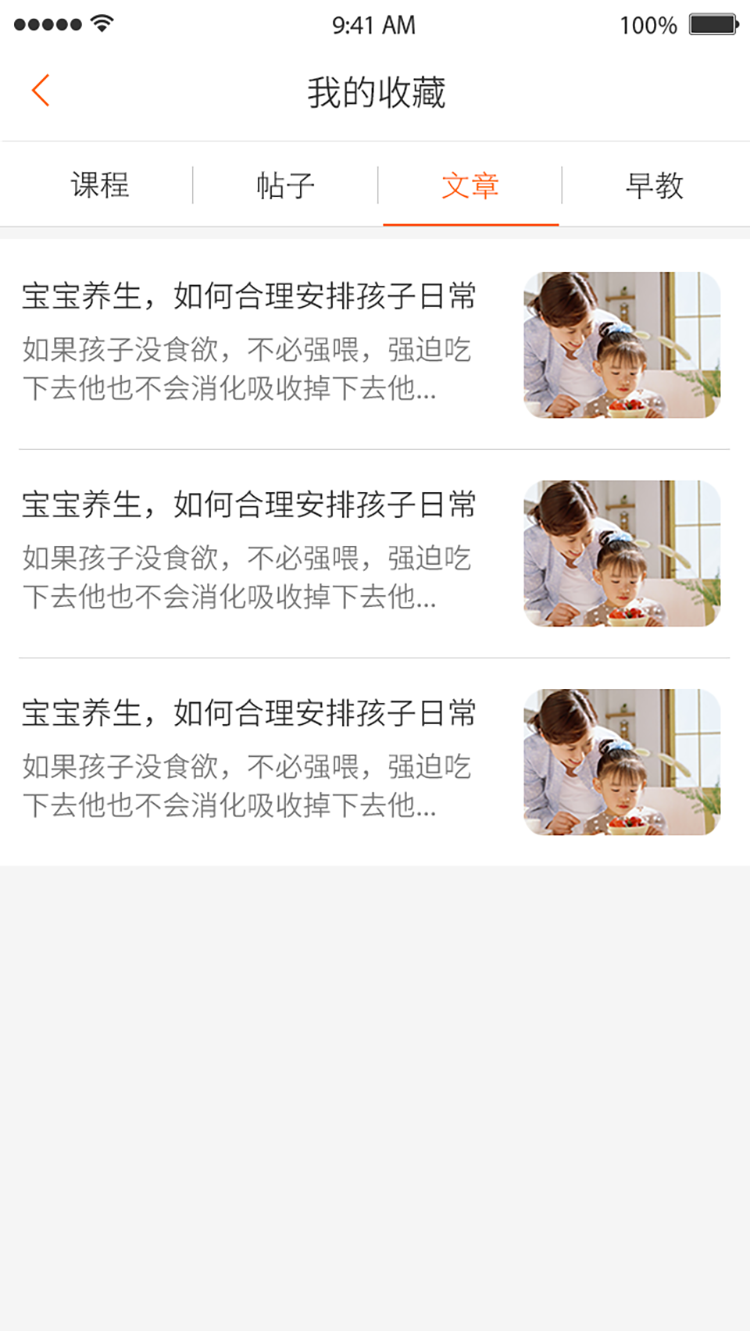 9:41 AM
100%
我的收藏
课程
帖子
文章
早教
宝宝养生，如何合理安排孩子日常
如果孩子没食欲，不必强喂，强迫吃
下去他也不会消化吸收掉下去他...
宝宝养生，如何合理安排孩子日常
如果孩子没食欲，不必强喂，强迫吃
下去他也不会消化吸收掉下去他...
宝宝养生，如何合理安排孩子日常
如果孩子没食欲，不必强喂，强迫吃
下去他也不会消化吸收掉下去他...